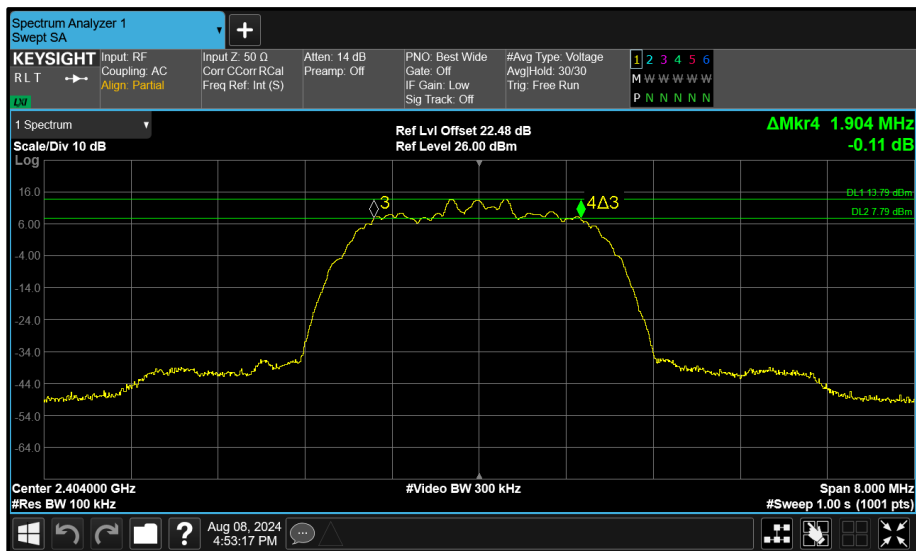 Spectrum Analyzer 1
Swept SA
+
KEYSIGHT
R L T
LXI
Input: RF
Coupling: AC
Align: Partial
Input Z: 50 Ω
Corr CCorr RCal
Freq Ref: Int (S)
Atten: 14 dB
Preamp: Off
PNO: Best Wide
Gate: Off
IF Gain: Low
Sig Track: Off
#Avg Type: Voltage
Avg|Hold: 30/30
Trig: Free Run
1 2 3 4 5 6
M W W W W W
P N N N N N
1 Spectrum
Scale/Div 10 dB
Ref Lvl Offset 22.48 dB
Ref Level 26.00 dBm
ΔMkr4 1.904 MHz
-0.11 dB
Log
16.0
6.00
-4.00
-14.0
-24.0
-34.0
-44.0
-54.0
-64.0
DL1 13.79 dBm
DL2 7.79 dBm
3
4Δ3
Center 2.404000 GHz
#Video BW 300 kHz
Span 8.000 MHz
#Res BW 100 kHz
#Sweep 1.00 s (1001 pts)
?
Aug 08, 2024
4:53:17 PM